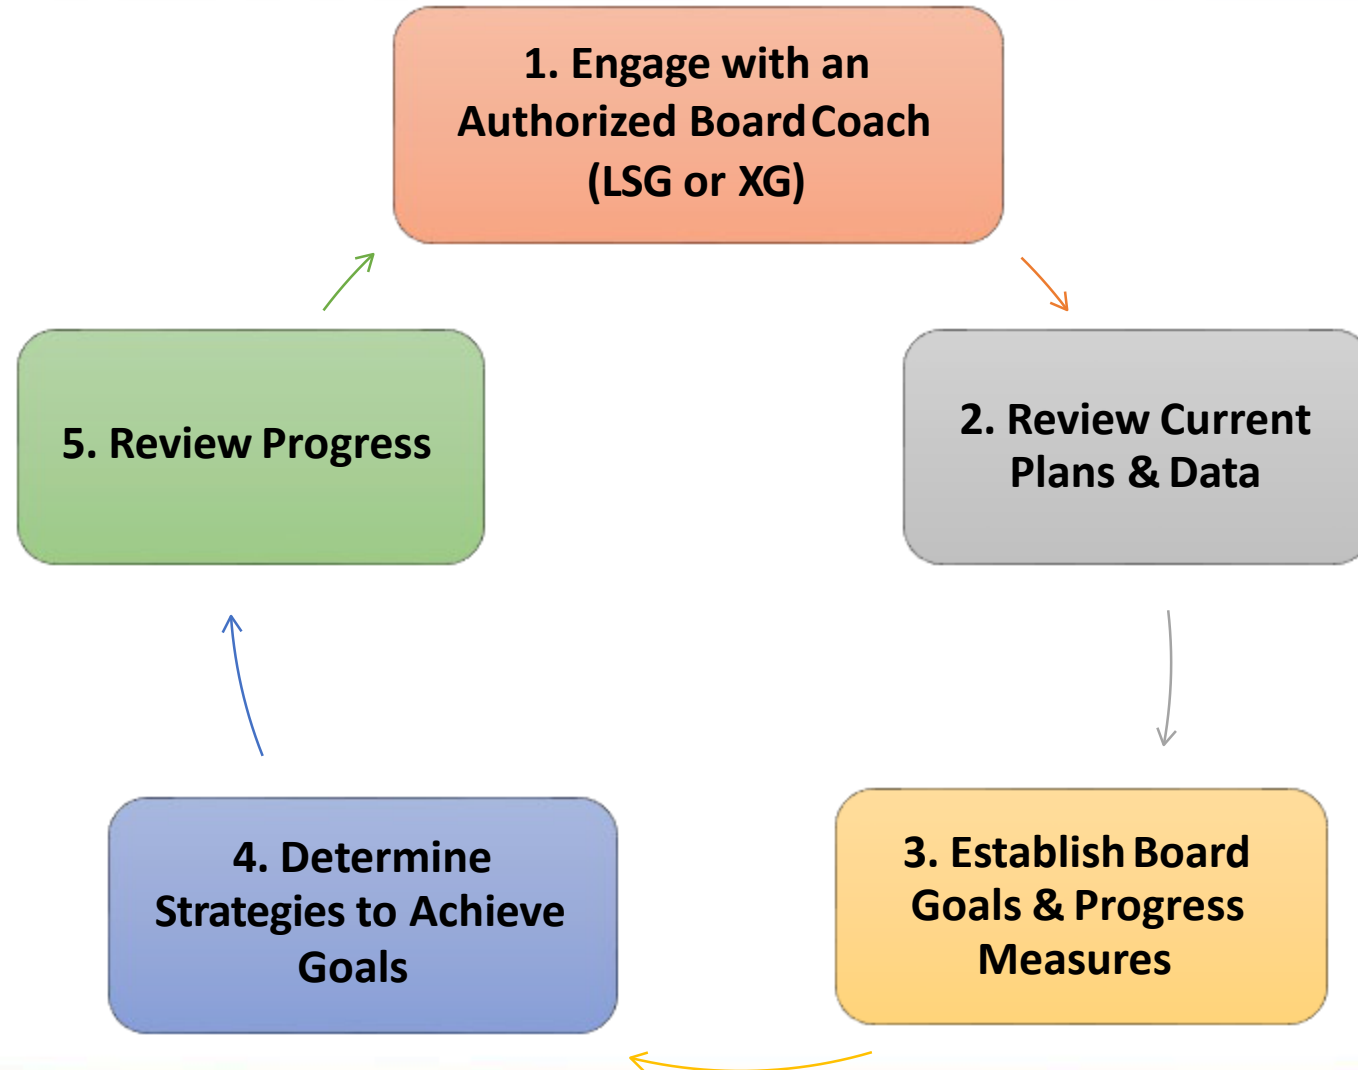 1. Engage with an
Authorized Board Coach
(LSG or XG)
2. Review Current
Plans & Data
3. Establish Board
Goals & Progress
Measures
4. Determine
Strategies to Achieve
Goals
5. Review Progress